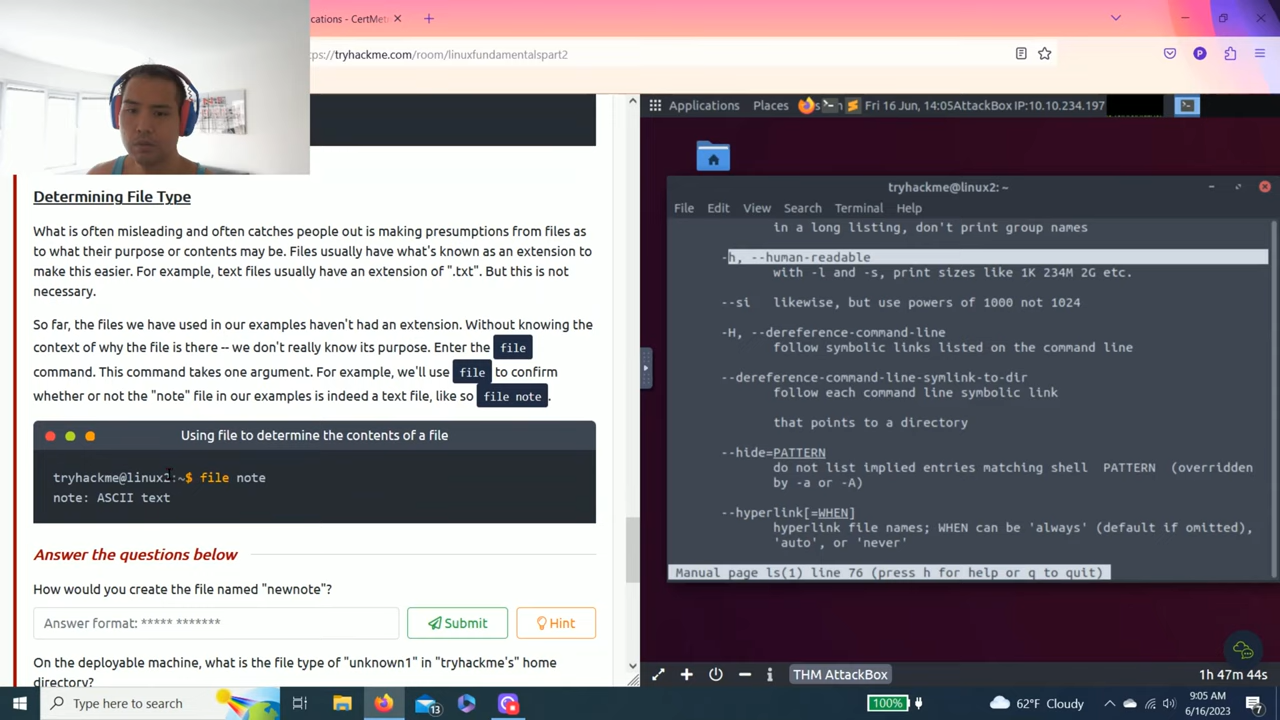 cations - CertMet
tps://tryhackme.com/room/linuxfundamentalspart2
Applications Places Fri 16 Jun, 14:05 AttackBox IP:10.10.234.197
Determining File Type
What is often misleading and often catches people out is making presumptions from files as
to what their purpose or contents may be. Files usually have what's known as an extension to
make this easier. For example, text files usually have an extension of ".txt". But this is not
necessary.
So far, the files we have used in our examples haven't had an extension. Without knowing the
context of why the file is there -- we don't really know its purpose. Enter the file
command. This command takes one argument. For example, we'll use file to confirm
whether or not the "note" file in our examples is indeed a text file, like so file note.
Using file to determine the contents of a file
tryhackme@linux2:~$ file note
note: ASCII text
Answer the questions below
How would you create the file named "newnote"?
Answer format: ***** *******
Submit
Hint
On the deployable machine, what is the file type of "unknown1" in "tryhackme's" home
directory?
tryhackme@linux2: ~
File Edit View Search Terminal Help
in a long listing, don't print group names
-h, --human-readable
with -l and -s, print sizes like 1K 234M 2G etc.
--si likewise, but use powers of 1000 not 1024
-H, --dereference-command-line
follow symbolic links listed on the command line
--dereference-command-line-symlink-to-dir
follow each command line symbolic link
that points to a directory
--hide=PATTERN
do not list implied entries matching shell PATTERN (overridden
by -a or -A)
--hyperlink[=WHEN]
hyperlink file names; WHEN can be 'always' (default if omitted),
'auto', or 'never'
Manual page ls(1) line 76 (press h for help or q to quit)
THM AttackBox
1h 47m 44s
Type here to search
13
100%
62°F Cloudy
9:05 AM
6/16/2023
7